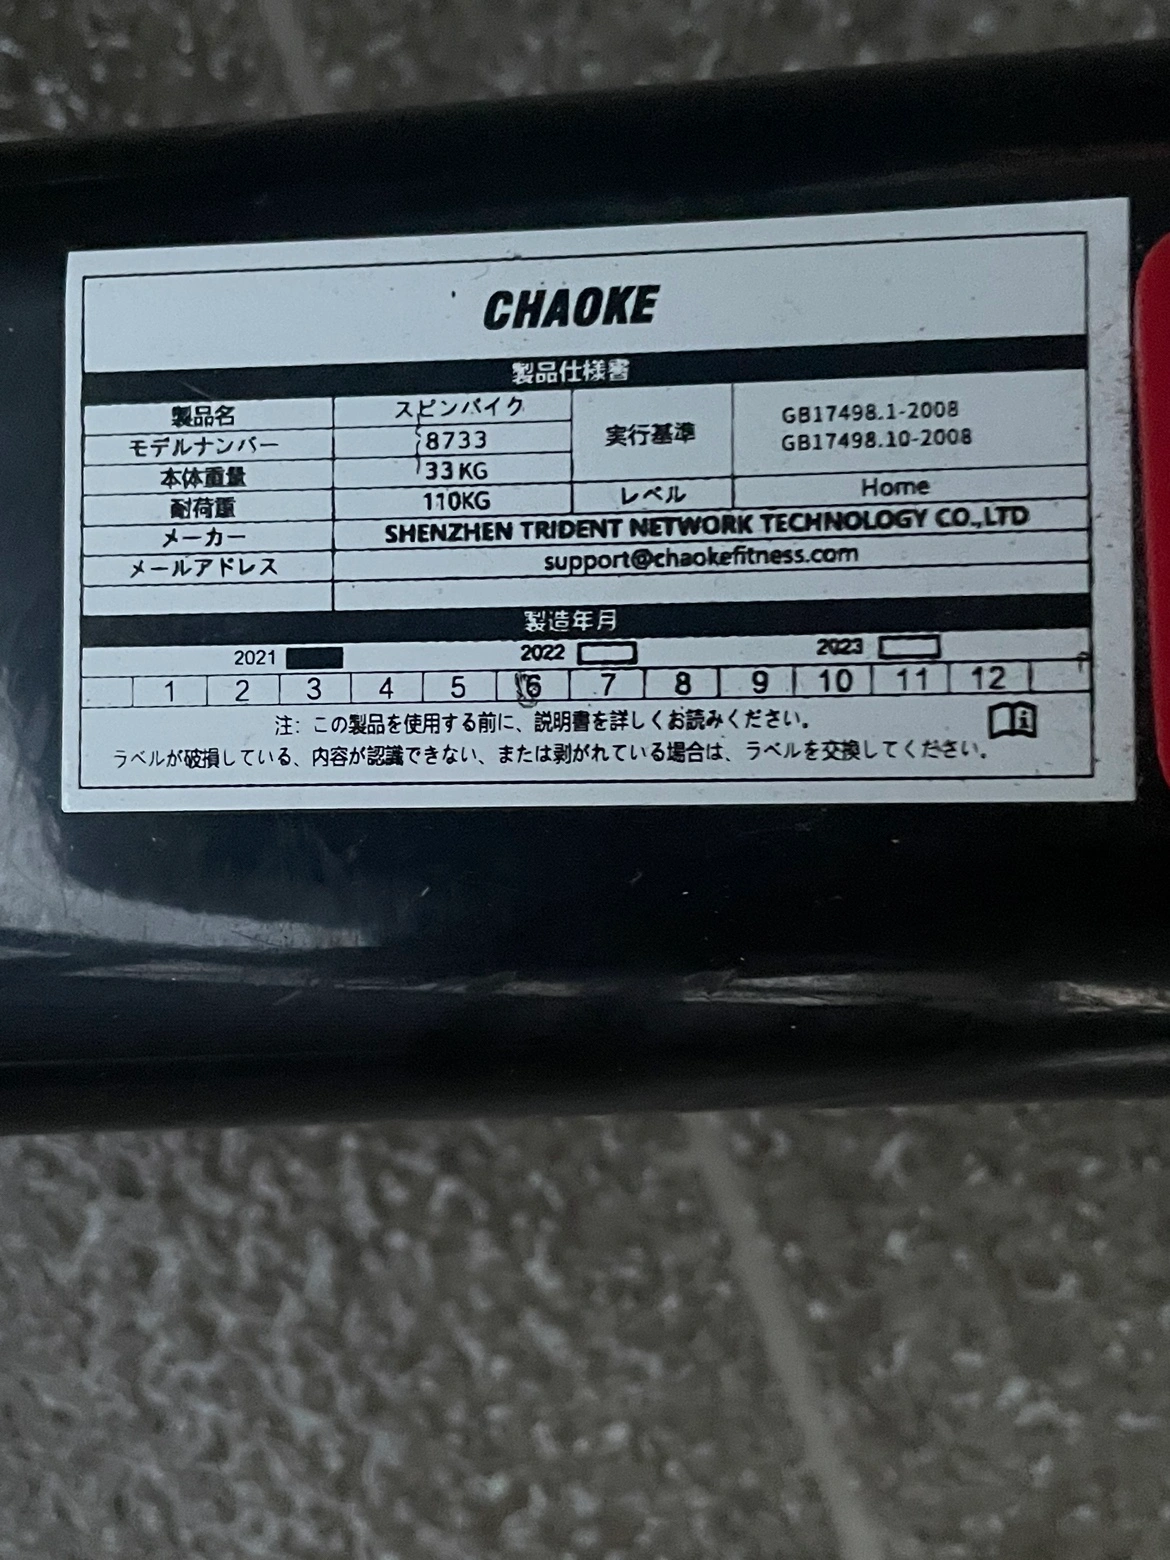 CHAOKE
製品仕様書
製品名 スピンバイク 実行基準 GB17498.1-2008
モデルナンバー 8733 GB17498.10-2008
本体重量 33KG
耐荷重 110KG レベル Home
メーカー SHENZHEN TRIDENT NETWORK TECHNOLOGY CO.,LTD
メールアドレス support@chaokefitness.com
製造年月
2021 2022 2023
1 2 3 4 5 6 7 8 9 10 11 12
注: この製品を使用する前に、説明書を詳しくお読みください。
ラベルが破損している、内容が認識できない、または剥がれている場合は、ラベルを交換してください。